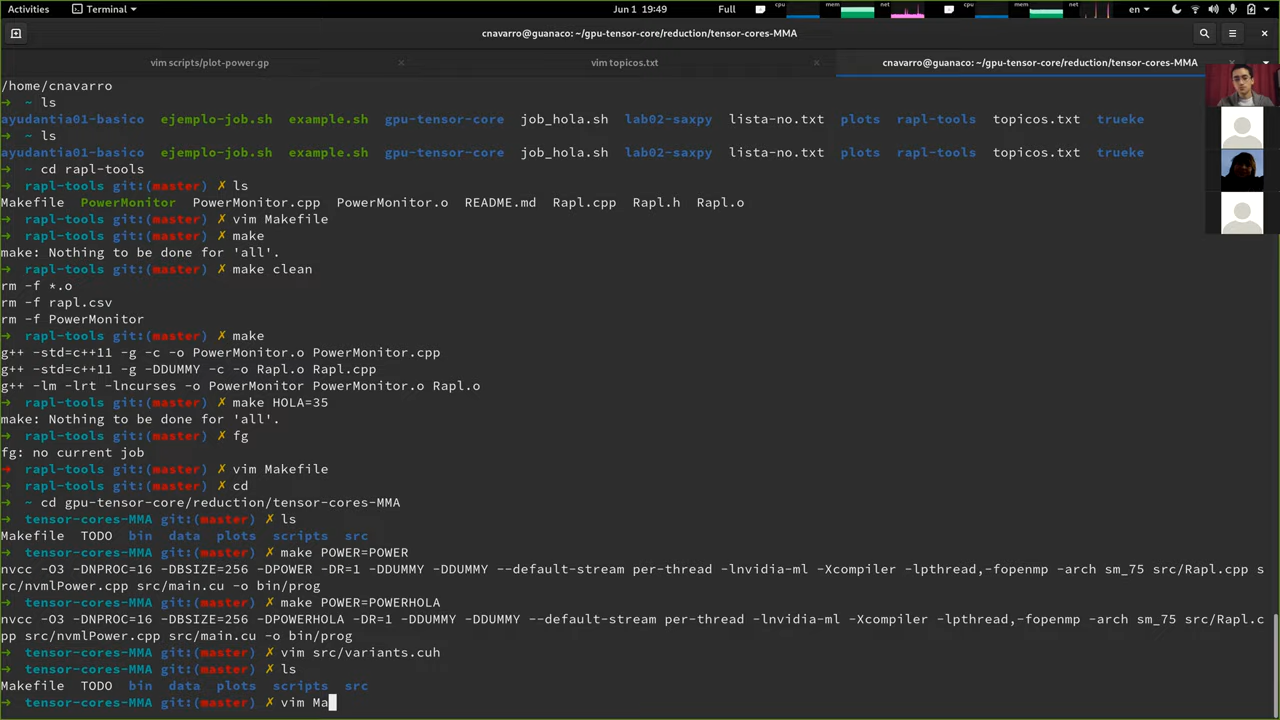 Activities Terminal Jun 1 19:49 Full cpu mem net cpu mem net en
cnavarro@guanaco: ~/gpu-tensor-core/reduction/tensor-cores-MMA
vim scripts/plot-power.gp × vim topicos.txt × cnavarro@guanaco: ~/gpu-tensor-core/reduction/tensor-cores-MMA
/home/cnavarro
→ ~ ls
ayudantia01-basico ejemplo-job.sh example.sh gpu-tensor-core job_hola.sh lab02-saxpy lista-no.txt plots rapl-tools topicos.txt trueke
→ ~ ls
ayudantia01-basico ejemplo-job.sh example.sh gpu-tensor-core job_hola.sh lab02-saxpy lista-no.txt plots rapl-tools topicos.txt trueke
→ ~ cd rapl-tools
→ rapl-tools git:(master) ✗ ls
Makefile PowerMonitor PowerMonitor.cpp PowerMonitor.o README.md Rapl.cpp Rapl.h Rapl.o
→ rapl-tools git:(master) ✗ vim Makefile
→ rapl-tools git:(master) ✗ make
make: Nothing to be done for 'all'.
→ rapl-tools git:(master) ✗ make clean
rm -f *.o
rm -f rapl.csv
rm -f PowerMonitor
→ rapl-tools git:(master) ✗ make
g++ -std=c++11 -g -c -o PowerMonitor.o PowerMonitor.cpp
g++ -std=c++11 -g -DDUMMY -c -o Rapl.o Rapl.cpp
g++ -lm -lrt -lncurses -o PowerMonitor PowerMonitor.o Rapl.o
→ rapl-tools git:(master) ✗ make HOLA=35
make: Nothing to be done for 'all'.
→ rapl-tools git:(master) ✗ fg
fg: no current job
→ rapl-tools git:(master) ✗ vim Makefile
→ rapl-tools git:(master) ✗ cd
→ ~ cd gpu-tensor-core/reduction/tensor-cores-MMA
→ tensor-cores-MMA git:(master) ✗ ls
Makefile TODO bin data plots scripts src
→ tensor-cores-MMA git:(master) ✗ make POWER=POWER
nvcc -O3 -DNPROC=16 -DBSIZE=256 -DPOWER -DR=1 -DDUMMY -DDUMMY --default-stream per-thread -lnvidia-ml -Xcompiler -lpthread,-fopenmp -arch sm_75 src/Rapl.cpp s
rc/nvmlPower.cpp src/main.cu -o bin/prog
→ tensor-cores-MMA git:(master) ✗ make POWER=POWERHOLA
nvcc -O3 -DNPROC=16 -DBSIZE=256 -DPOWERHOLA -DR=1 -DDUMMY -DDUMMY --default-stream per-thread -lnvidia-ml -Xcompiler -lpthread,-fopenmp -arch sm_75 src/Rapl.c
pp src/nvmlPower.cpp src/main.cu -o bin/prog
→ tensor-cores-MMA git:(master) ✗ vim src/variants.cuh
→ tensor-cores-MMA git:(master) ✗ ls
Makefile TODO bin data plots scripts src
→ tensor-cores-MMA git:(master) ✗ vim Ma